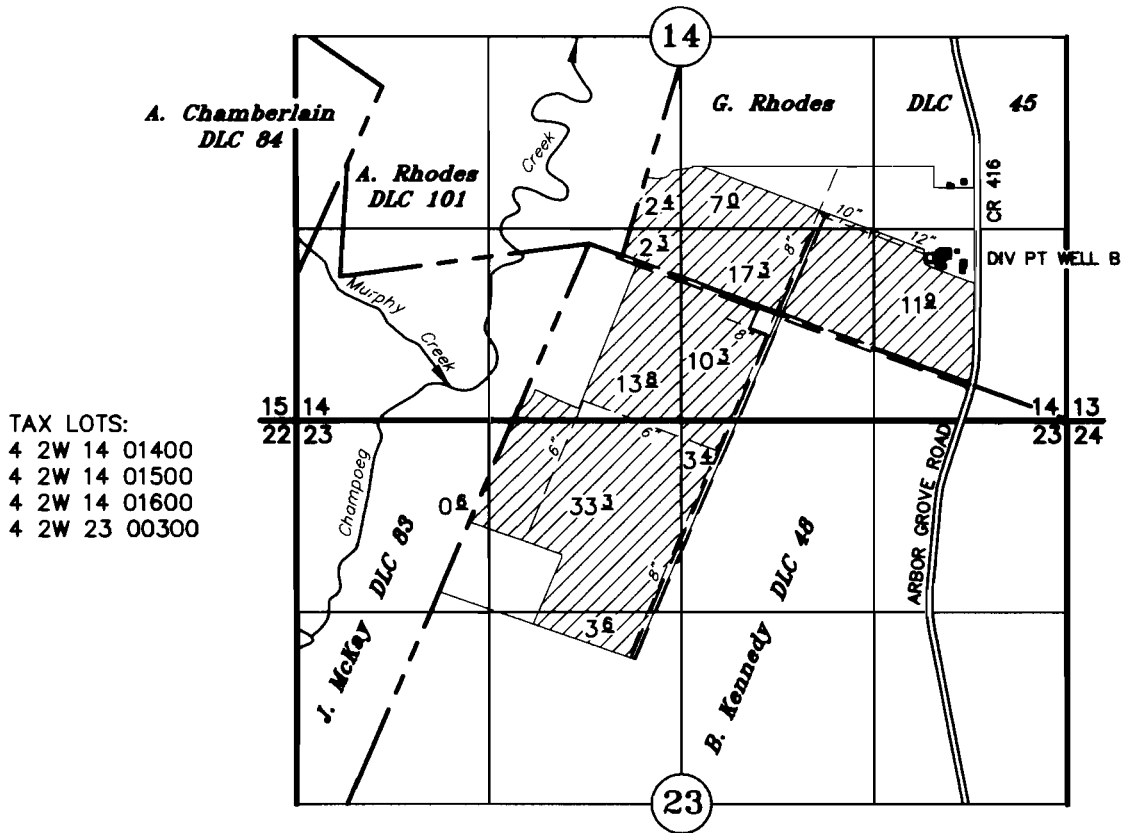 14
A. Chamberlain
DLC 84
G. Rhodes DLC 45
Creek
A. Rhodes
DLC 101
CR 416
2 4
7 0
10"
8"
12"
2 3
DIV PT WELL B
17 3
11 9
Murphy
Creek
8"
10 3
13 8
15 14
22 23
14 13
23 24
TAX LOTS:
4 2W 14 01400
4 2W 14 01500
4 2W 14 01600
4 2W 23 00300
6"
6"
3 4
0 6
33 3
Champoeg
ARBOR GROVE ROAD
J. McKay DLC 83
8"
B. Kennedy DLC 48
3 6
23